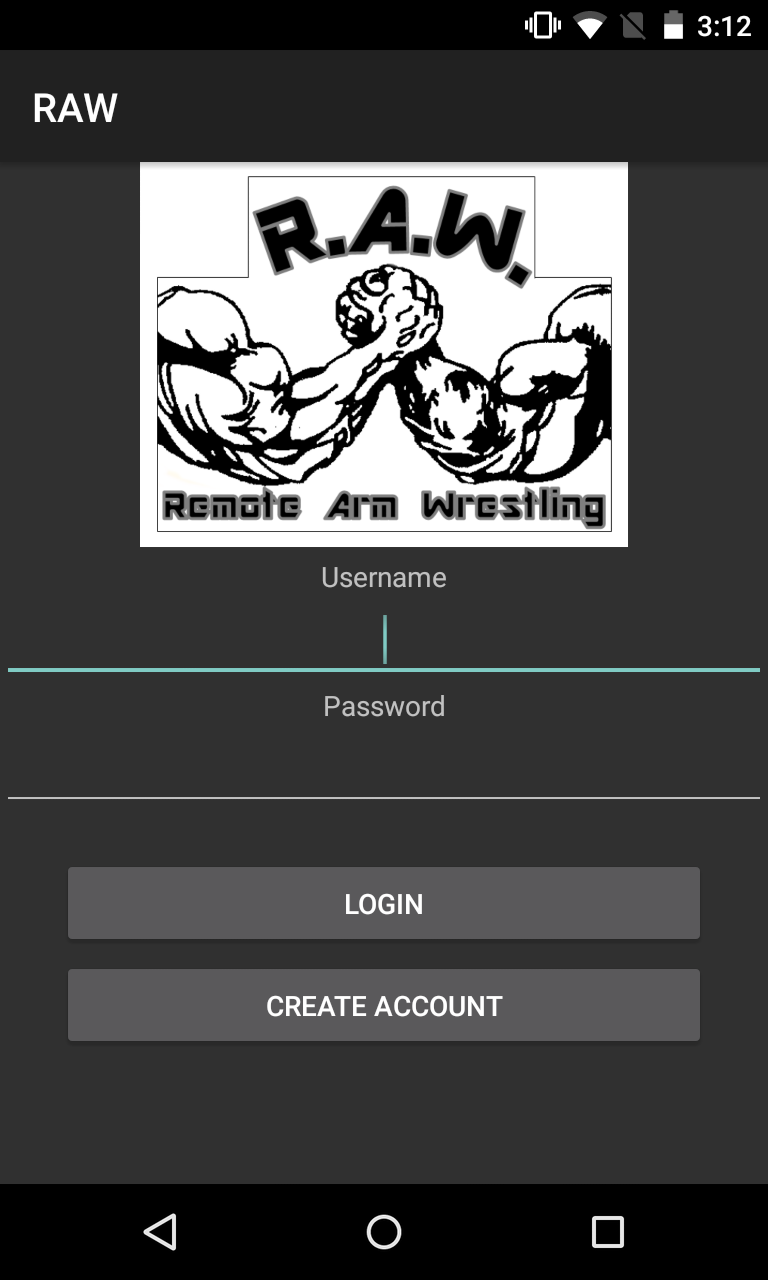 3:12
RAW
R.A.W.
Remote Arm Wrestling
Username
Password
LOGIN
CREATE ACCOUNT